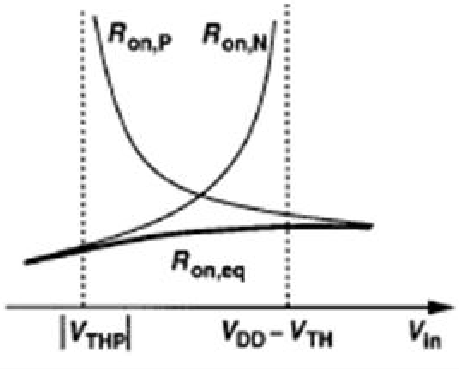 Ron,P Ron,N
Ron,eq
|VTHP| VDD – VTH Vin